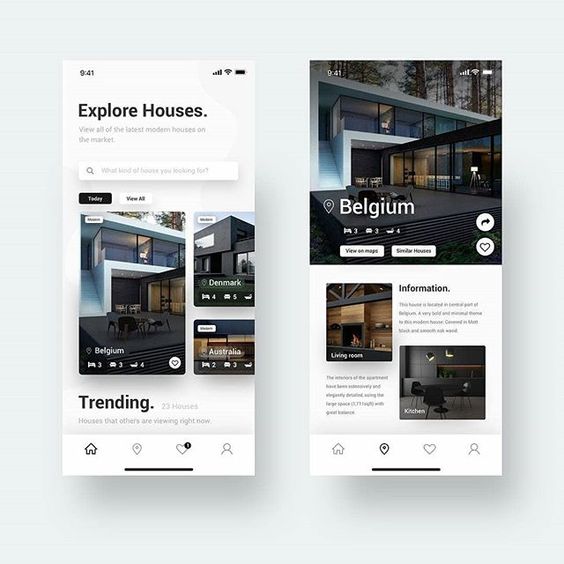 9:41
Explore Houses.
View all of the latest modern houses on
the market.
What kind of house you looking for?
Today
View All
Modern
Belgium
3 3 2
Modern
Denmark
4 5
Modern
Australia
2 3
Trending. 23 Houses
Houses that others are viewing right now.
9:41
Belgium
3 3 4
View on maps
Similar Houses
Information.
This house is located in central part of
Belgium. A very bold and minimal theme
to this modern house. Covered in Matt
black and smooth oak wood.
Living room
The interiors of the apartment
have been extensively and
elegantly detailed, using the
large space (1,711sqft) with
great balance.
Kitchen